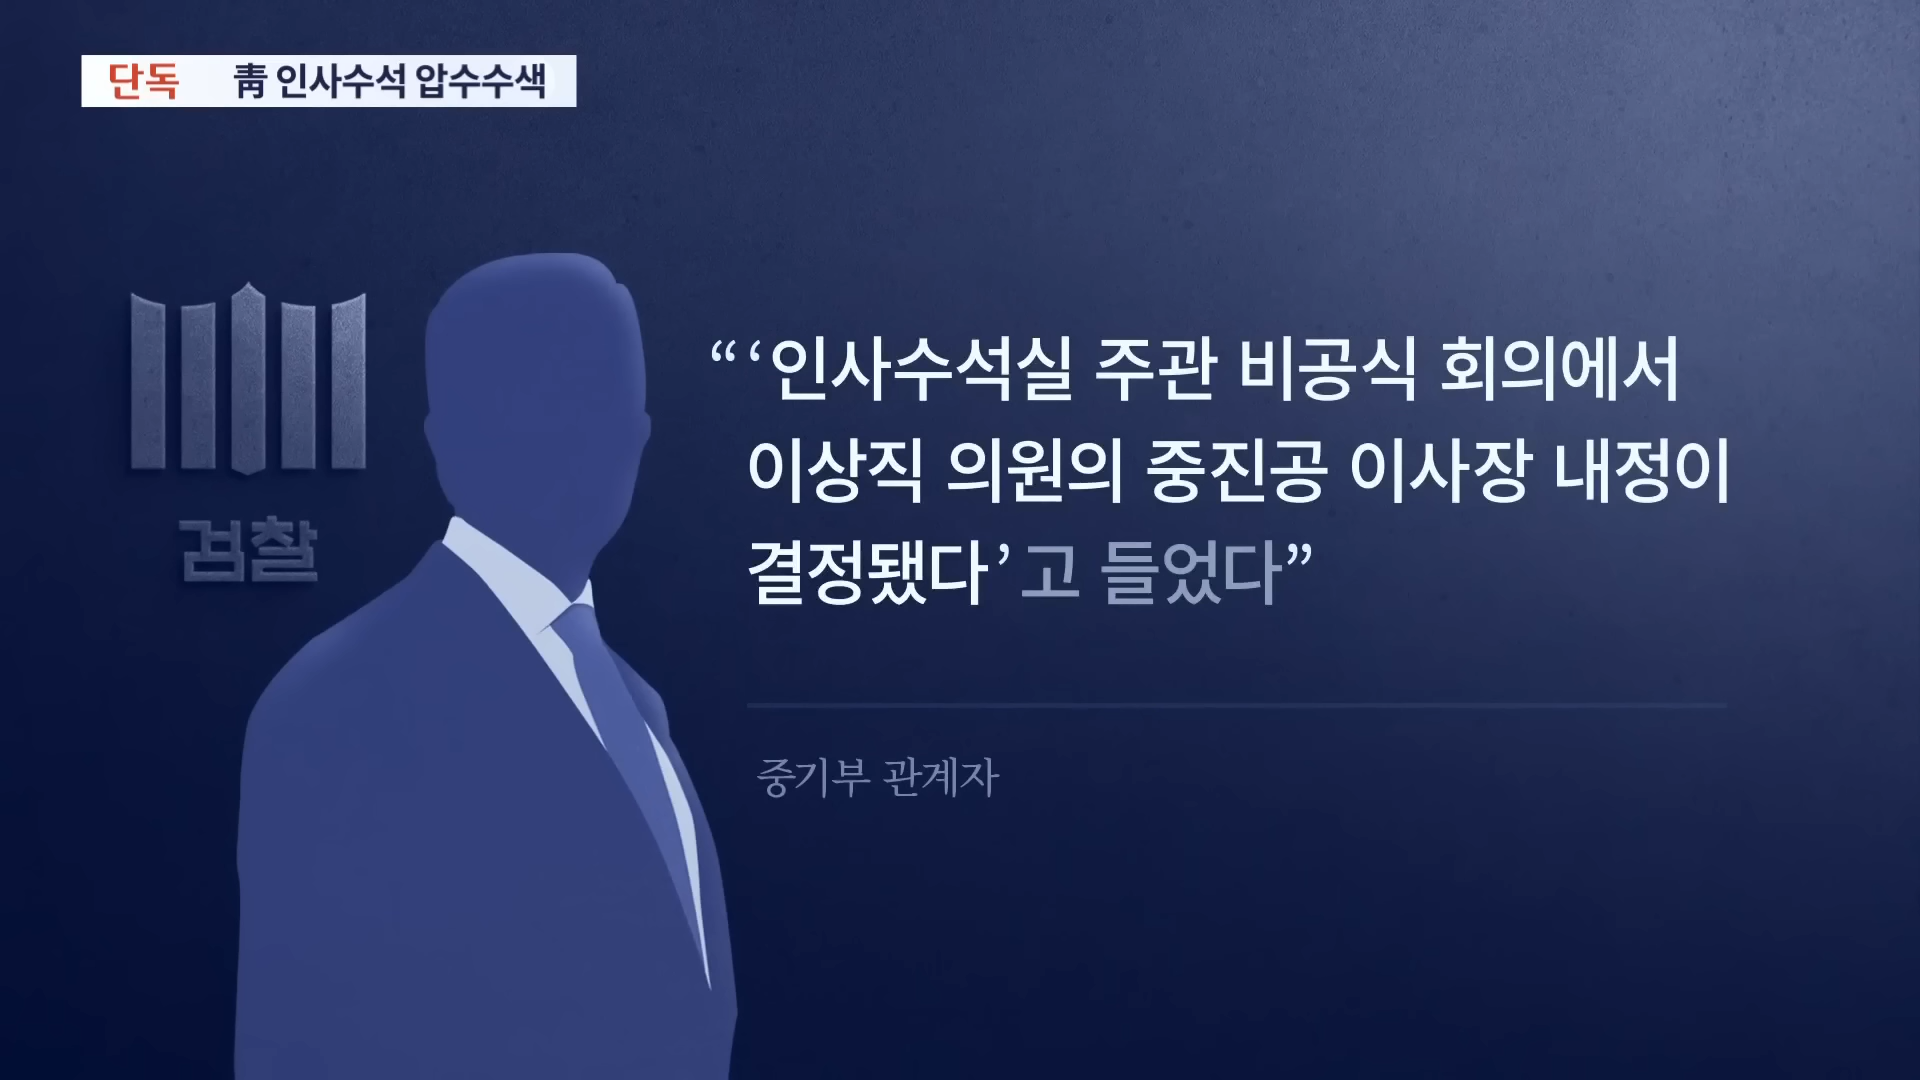 단독 靑 인사수석 압수수색
검찰
“‘인사수석실 주관 비공식 회의에서
이상직 의원의 중진공 이사장 내정이
결정됐다’고 들었다”
중기부 관계자